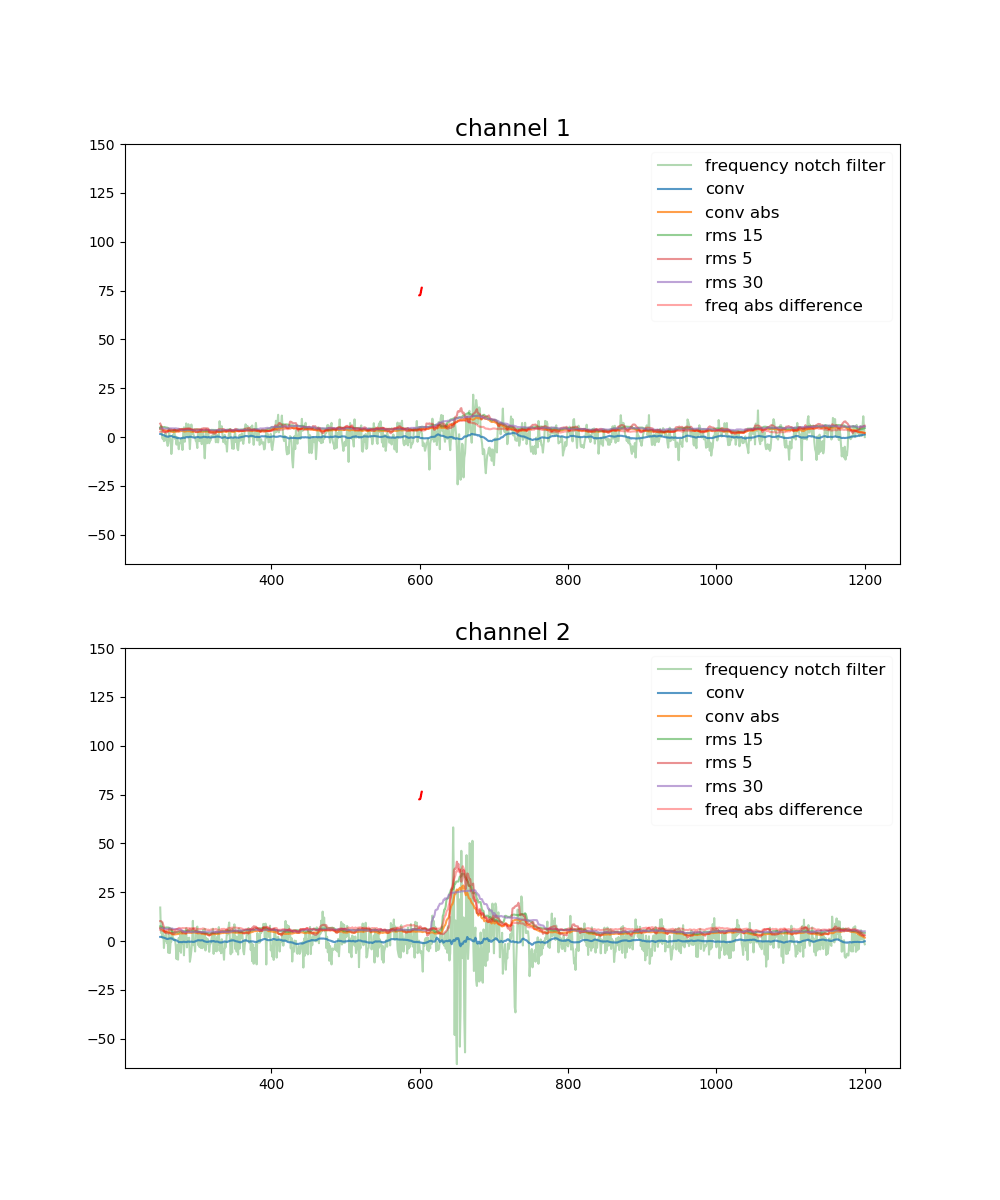 channel 1
150
125
100
75
50
25
0
−25
−50
400
600
800
1000
1200
frequency notch filter
conv
conv abs
rms 15
rms 5
rms 30
freq abs difference
J
channel 2
150
125
100
75
50
25
0
−25
−50
400
600
800
1000
1200
frequency notch filter
conv
conv abs
rms 15
rms 5
rms 30
freq abs difference
J